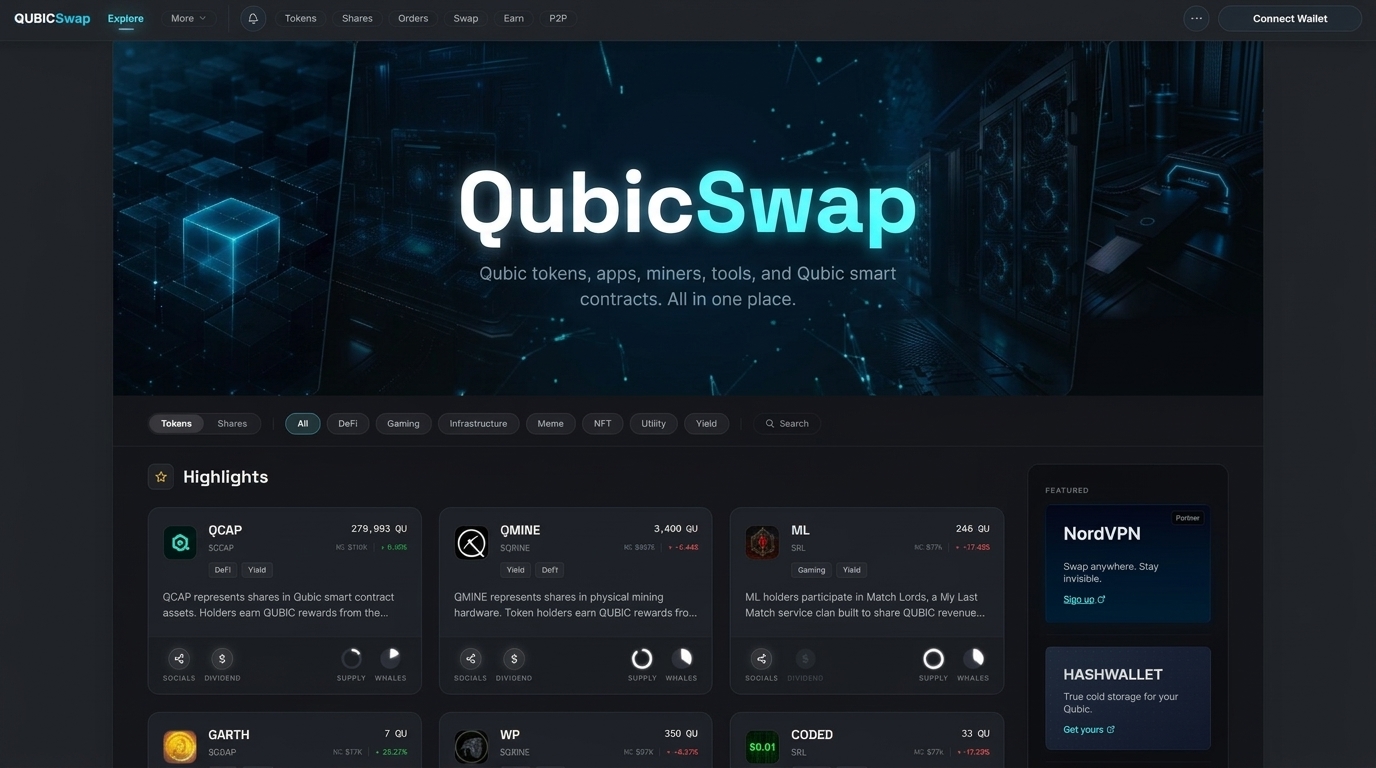 QUBICSwap
Explore
More
Tokens
Shares
Orders
Swap
Earn
P2P
Connect Wallet
QubicSwap
Qubic tokens, apps, miners, tools, and Qubic smart
contracts. All in one place.
Tokens
Shares
All
DeFi
Gaming
Infrastructure
Meme
NFT
Utility
Yield
Search
Highlights
QCAP
279,993 QU
DeFi
Yiald
QCAP represents shares in Qubic smart contract
assets. Holders earn QUBIC rewards from the...
SOCIALS
DIVIDEND
SUPPLY
WHALES
QMINE
3,400 QU
Yield
QMINE represents shares in physical mining
hardware. Token holders earn QUBIC rewards fro...
SOCIALS
DIVIDEND
SUPPLY
WHALES
ML
246 QU
SRL
Gaming
Yiald
ML holders participate in Match Lords, a My Last
Match service clan built to share QUBIC revenue...
SOCIALS
DIVIDEND
SUPPLY
WHALES
GARTH
7 QU
WP
350 QU
$0.01
CODED
33 QU
SRL
FEATURED
Partner
NordVPN
Swap anywhere. Stay
invisible.
Sign up
HASHWALLET
True cold storage for your
Qubic.
Get yours